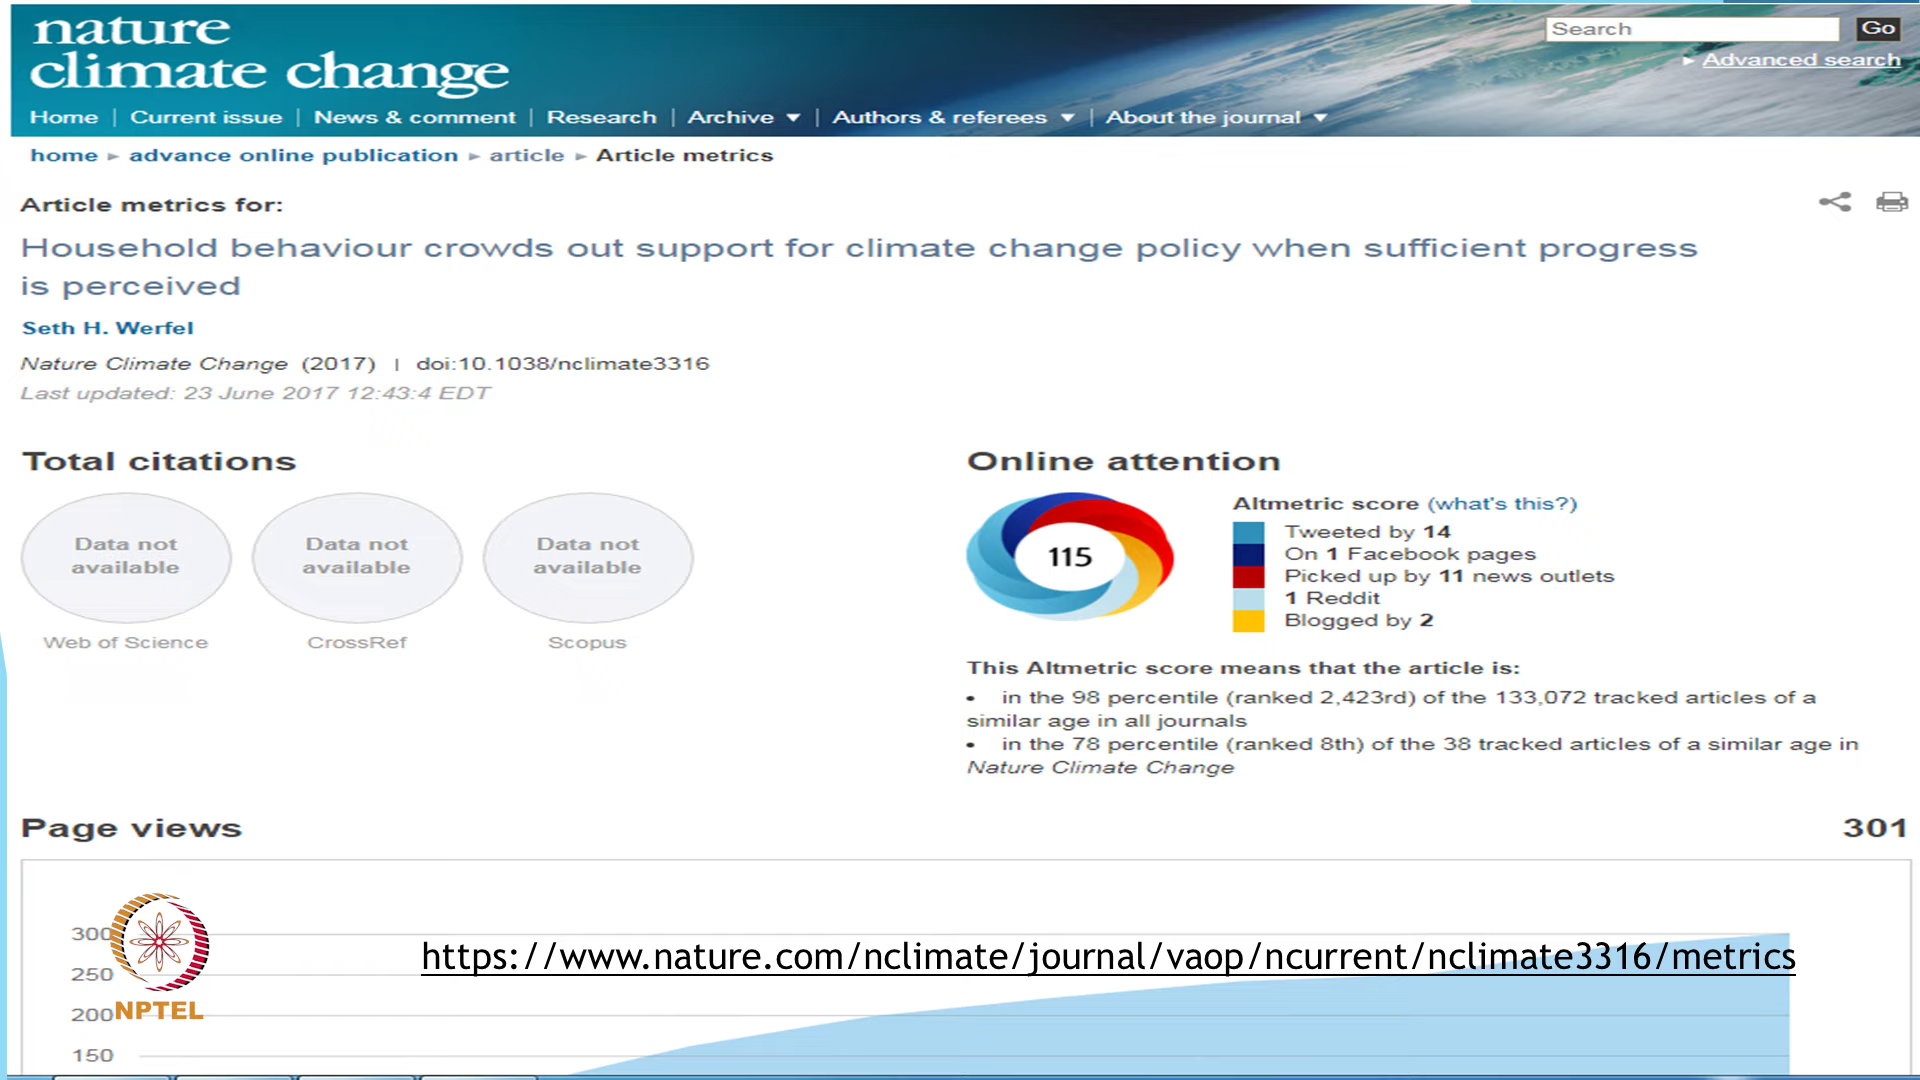 nature
climate change
Search
Go
Advanced search
Home | Current issue | News & comment | Research | Archive | Authors & referees | About the journal
home advance online publication article Article metrics
Article metrics for:
Household behaviour crowds out support for climate change policy when sufficient progress
is perceived
Seth H. Werfel
Nature Climate Change (2017) | doi:10.1038/nclimate3316
Last updated: 23 June 2017 12:43:4 EDT
Total citations
Data not
available
Web of Science
Data not
available
CrossRef
Data not
available
Scopus
Online attention
115
Altmetric score (what's this?)
Tweeted by 14
On 1 Facebook pages
Picked up by 11 news outlets
1 Reddit
Blogged by 2
This Altmetric score means that the article is:
• in the 98 percentile (ranked 2,423rd) of the 133,072 tracked articles of a
similar age in all journals
• in the 78 percentile (ranked 8th) of the 38 tracked articles of a similar age in
Nature Climate Change
Page views
301
300
250
200
150
NPTEL
https://www.nature.com/nclimate/journal/vaop/ncurrent/nclimate3316/metrics